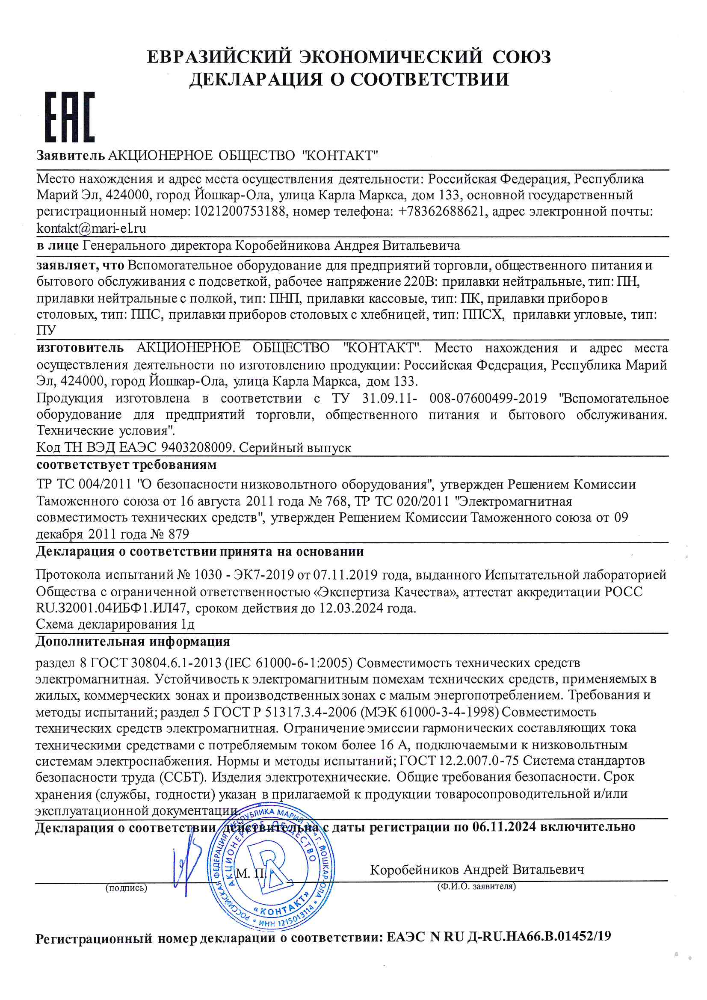 ЕВРАЗИЙСКИЙ ЭКОНОМИЧЕСКИЙ СОЮЗ
ДЕКЛАРАЦИЯ О СООТВЕТСТВИИ
ЕАС
Заявитель АКЦИОНЕРНОЕ ОБЩЕСТВО "КОНТАКТ"
Место нахождения и адрес места осуществления деятельности: Российская Федерация, Республика
Марий Эл, 424000, город Йошкар-Ола, улица Карла Маркса, дом 133, основной государственный
регистрационный номер: 1021200753188, номер телефона: +78362688621, адрес электронной почты:
kontakt@mari-el.ru
в лице Генерального директора Коробейникова Андрея Витальевича
заявляет, что Вспомогательное оборудование для предприятий торговли, общественного питания и
бытового обслуживания с подсветкой, рабочее напряжение 220В: прилавки нейтральные, тип: ПН,
прилавки нейтральные с полкой, тип: ПНП, прилавки кассовые, тип: ПК, прилавки приборов
столовых, тип: ППС, прилавки приборов столовых с хлебницей, тип: ППСХ, прилавки угловые, тип:
ПУ
изготовитель АКЦИОНЕРНОЕ ОБЩЕСТВО "КОНТАКТ". Место нахождения и адрес места
осуществления деятельности по изготовлению продукции: Российская Федерация, Республика Марий
Эл, 424000, город Йошкар-Ола, улица Карла Маркса, дом 133.
Продукция изготовлена в соответствии с ТУ 31.09.11- 008-07600499-2019 "Вспомогательное
оборудование для предприятий торговли, общественного питания и бытового обслуживания.
Технические условия".
Код ТН ВЭД ЕАЭС 9403208009. Серийный выпуск
соответствует требованиям
ТР ТС 004/2011 "О безопасности низковольтного оборудования", утвержден Решением Комиссии
Таможенного союза от 16 августа 2011 года № 768, ТР ТС 020/2011 "Электромагнитная
совместимость технических средств", утвержден Решением Комиссии Таможенного союза от 09
декабря 2011 года № 879
Декларация о соответствии принята на основании
Протокола испытаний № 1030 - ЭК7-2019 от 07.11.2019 года, выданного Испытательной лабораторией
Общества с ограниченной ответственностью «Экспертиза Качества», аттестат аккредитации РОСС
RU.32001.04ИБФ1.ИЛ47, сроком действия до 12.03.2024 года.
Схема декларирования 1д
Дополнительная информация
раздел 8 ГОСТ 30804.6.1-2013 (IEC 61000-6-1:2005) Совместимость технических средств
электромагнитная. Устойчивость к электромагнитным помехам технических средств, применяемых в
жилых, коммерческих зонах и производственных зонах с малым энергопотреблением. Требования и
методы испытаний; раздел 5 ГОСТ Р 51317.3.4-2006 (МЭК 61000-3-4-1998) Совместимость
технических средств электромагнитная. Ограничение эмиссии гармонических составляющих тока
техническими средствами с потребляемым током более 16 А, подключаемыми к низковольтным
системам электроснабжения. Нормы и методы испытаний; ГОСТ 12.2.007.0-75 Система стандартов
безопасности труда (ССБТ). Изделия электротехнические. Общие требования безопасности. Срок
хранения (службы, годности) указан в прилагаемой к продукции товаросопроводительной и/или
эксплуатационной документации.
Декларация о соответствии действительна с даты регистрации по 06.11.2024 включительно
РОССИЙСКАЯ ФЕДЕРАЦИЯ * РЕСПУБЛИКА МАРИЙ ЭЛ * Г. ЙОШКАР-ОЛА * ИНН 1215013114 *
АКЦИОНЕРНОЕ ОБЩЕСТВО
«КОНТАКТ»
М. П.
Коробейников Андрей Витальевич
(подпись)
(Ф.И.О. заявителя)
Регистрационный номер декларации о соответствии: ЕАЭС N RU Д-RU.НА66.В.01452/19